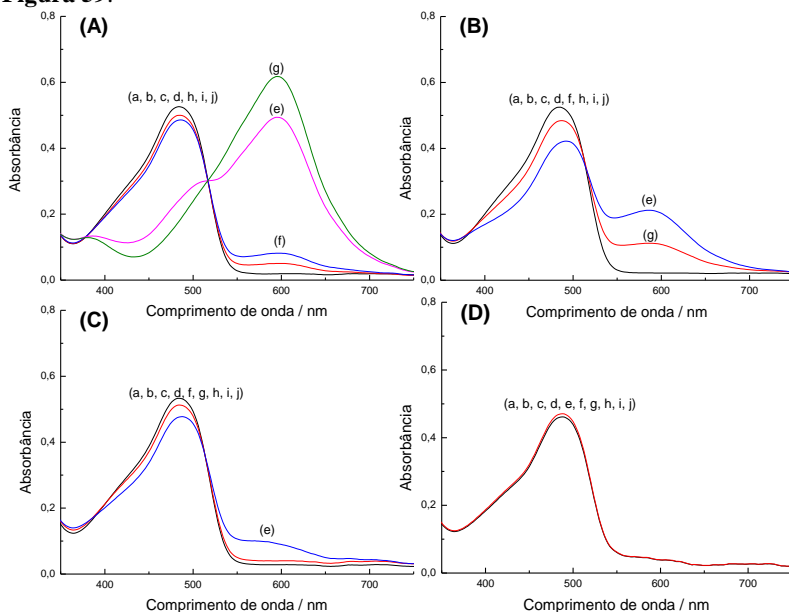 Figura 39.
(A)
0,8
0,6
0,4
0,2
0,0
Absorbância
(a, b, c, d, h, i, j)
(g)
(e)
(f)
400 500 600 700
Comprimento de onda / nm
(B)
0,8
0,6
0,4
0,2
0,0
Absorbância
(a, b, c, d, f, h, i, j)
(e)
(g)
400 500 600 700
Comprimento de onda / nm
(C)
0,8
0,6
0,4
0,2
0,0
Absorbância
(a, b, c, d, f, g, h, i, j)
(e)
400 500 600 700
Comprimento de onda / nm
(D)
0,8
0,6
0,4
0,2
0,0
Absorbância
(a, b, c, d, e, f, g, h, i, j)
400 500 600 700
Comprimento de onda / nm